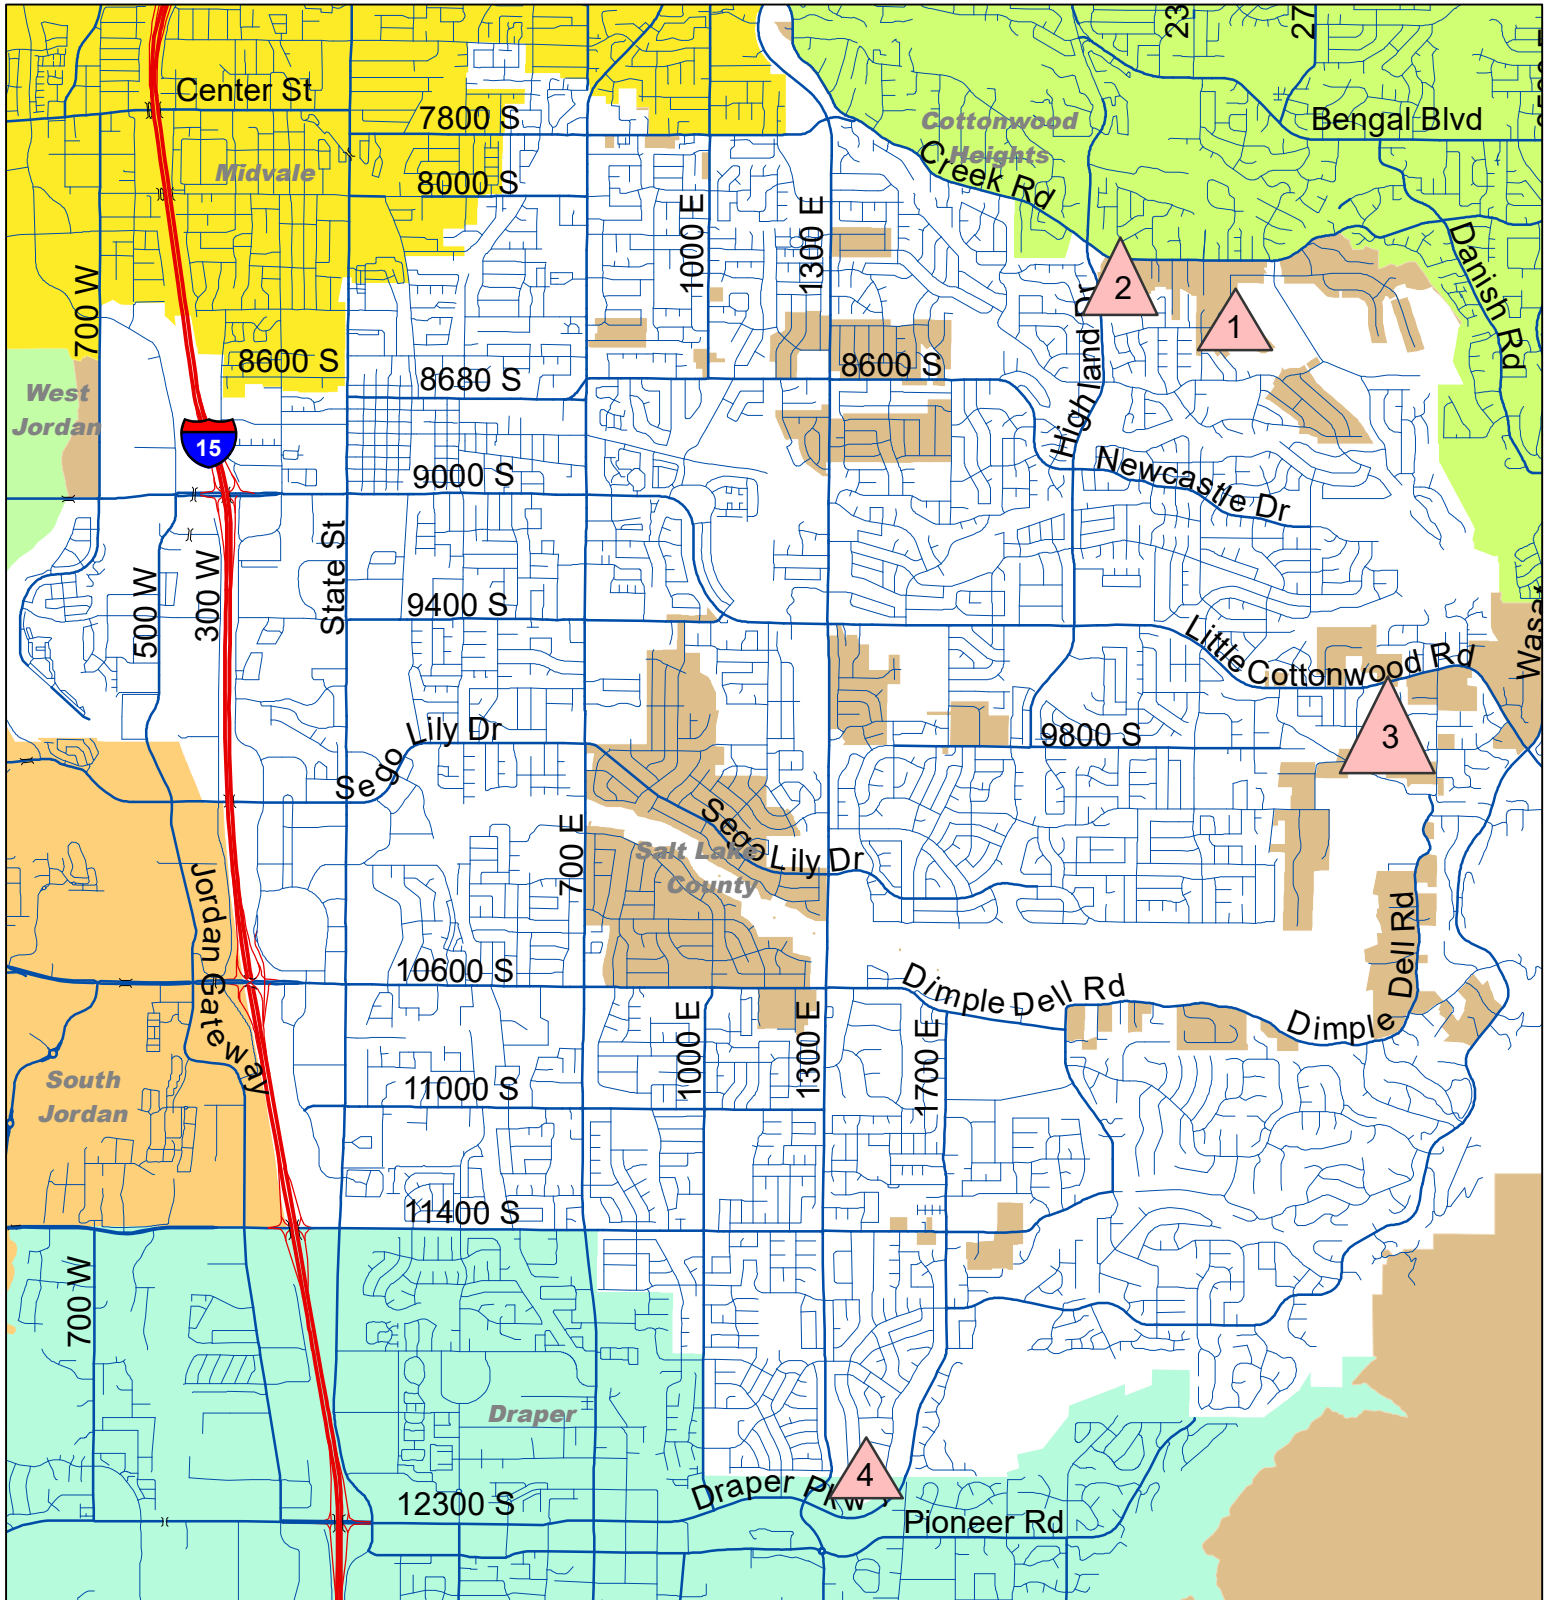 23
27
Center St
7800 S
Bengal Blvd
Cottonwood
Heights
Midvale
8000 S
Creek Rd
1000 E
1300 E
700 W
Danish Rd
2
1
Highland Dr
8600 S
8680 S
8600 S
West
Jordan
15
9000 S
Newcastle Dr
State St
300 W
500 W
9400 S
Little Cottonwood Rd
Wasat
Sego Lily Dr
9800 S
3
700 E
Sego Lily Dr
Salt Lake
County
Jordan Gateway
Dell Rd
10600 S
Dimple Dell Rd
Dimple
1000 E
1300 E
1700 E
South
Jordan
11000 S
11400 S
700 W
Draper
4
Draper Pkwy
12300 S
Pioneer Rd